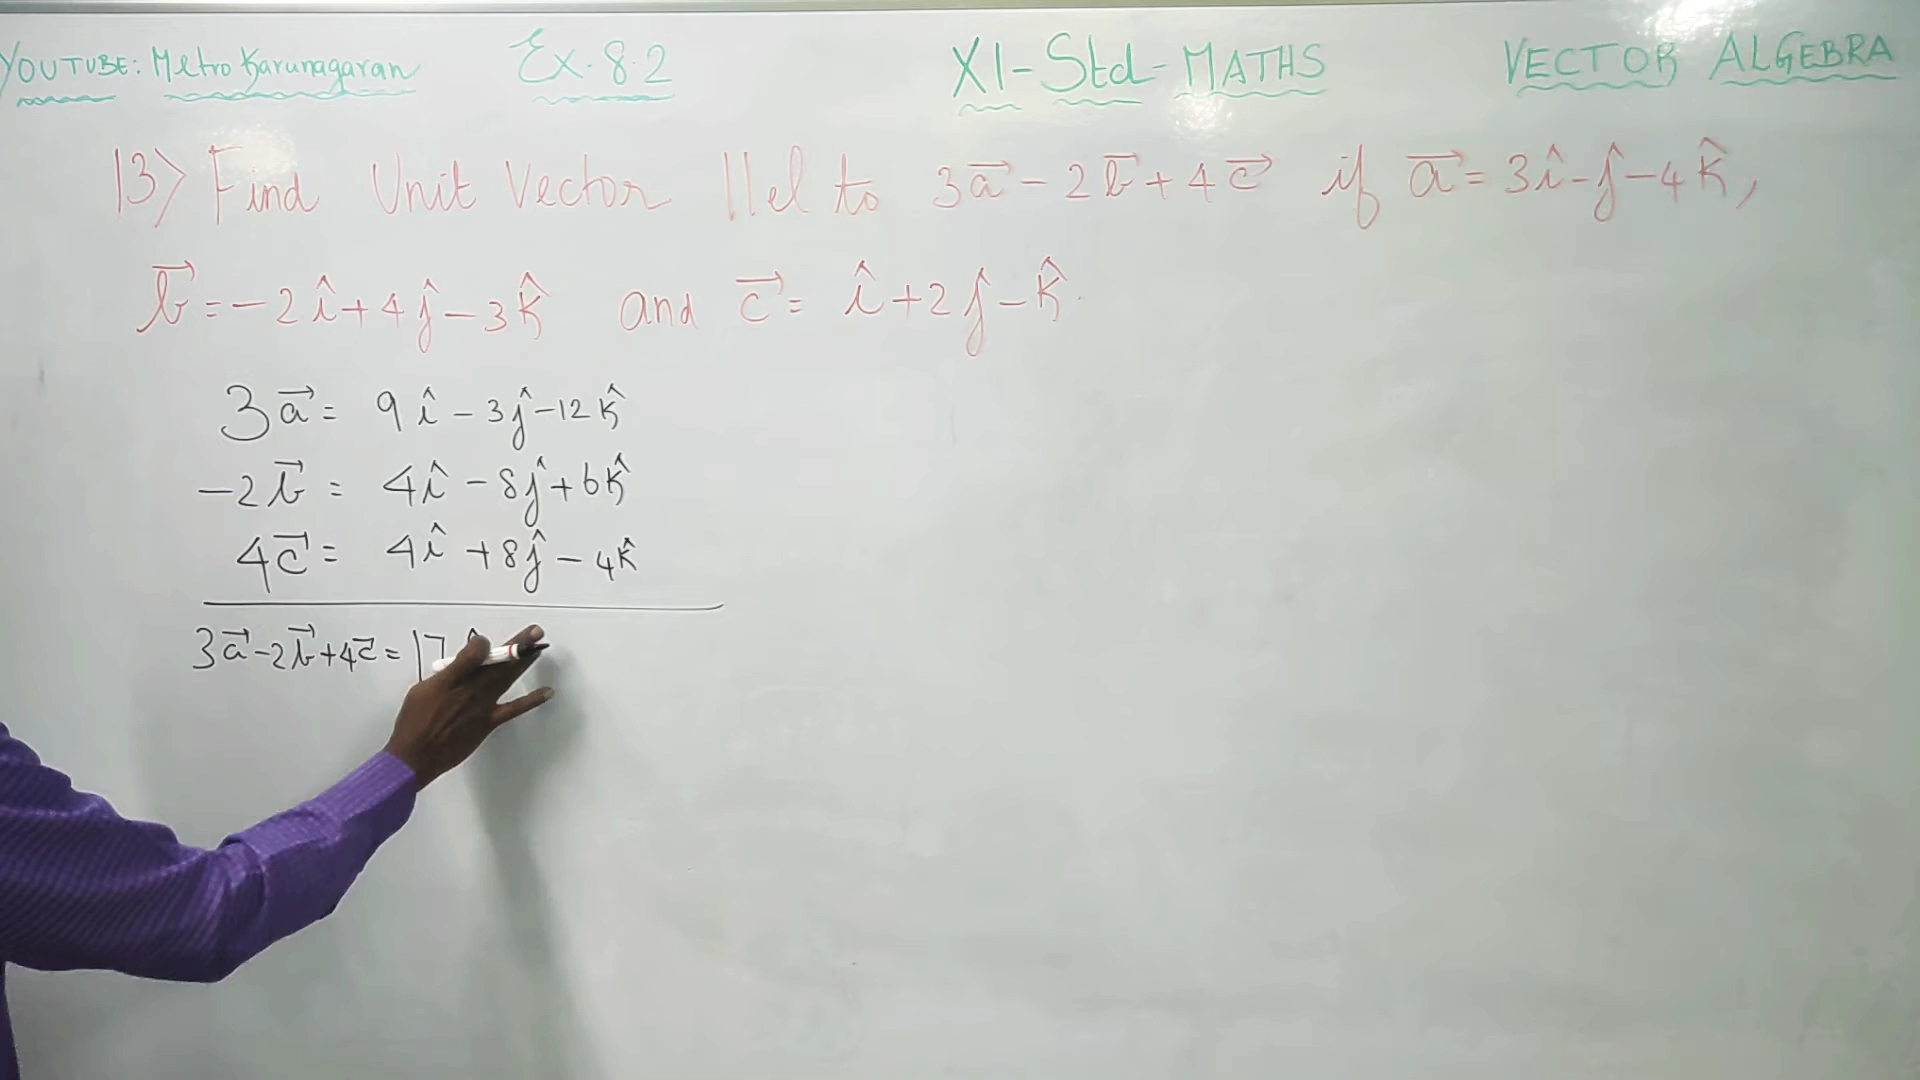 YOUTUBE: Metro Karunagaran Ex. 8.2 XI-Std-MATHS VECTOR ALGEBRA
13) Find Unit Vector llel to 3a⃗ - 2b⃗ + 4c⃗ if a⃗ = 3î - ĵ - 4k̂,
b⃗ = -2î + 4ĵ - 3k̂ and c⃗ = î + 2ĵ - k̂.
3a⃗ = 9î - 3ĵ - 12k̂
-2b⃗ = 4î - 8ĵ + 6k̂
4c⃗ = 4î + 8ĵ - 4k̂
3a⃗ - 2b⃗ + 4c⃗ = 17